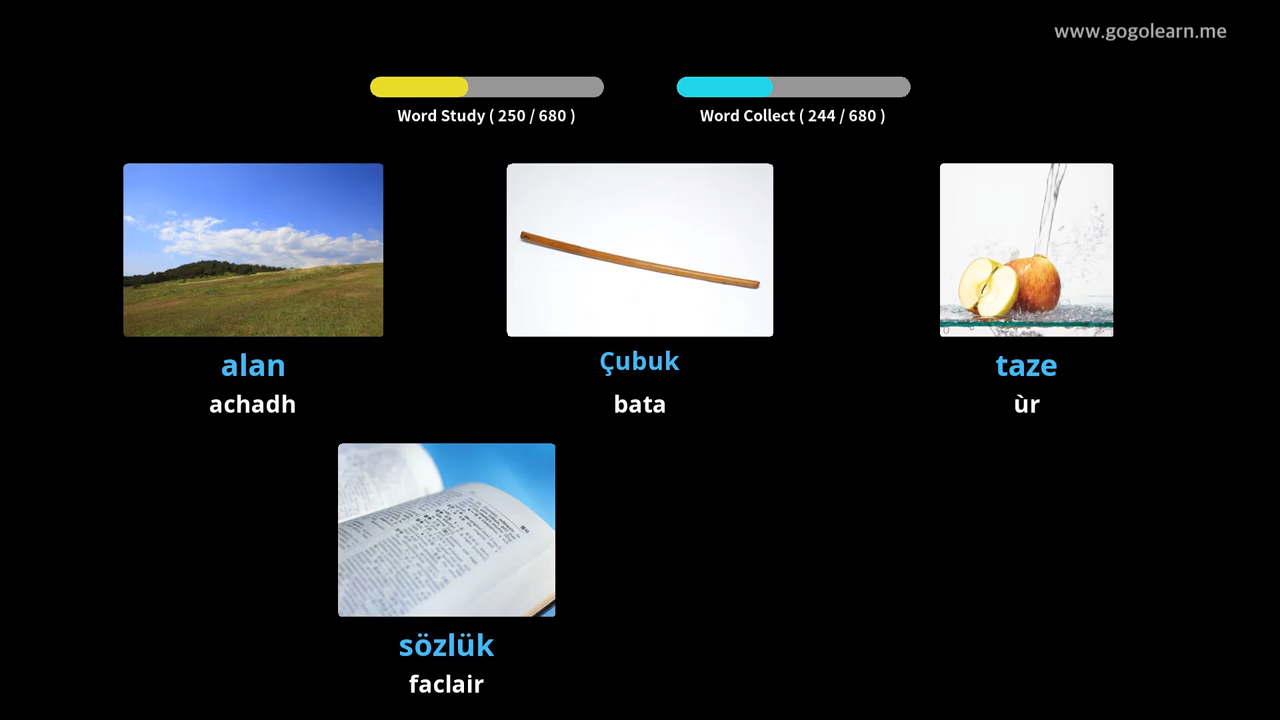 www.gogolearn.me
Word Study ( 250 / 680 )
Word Collect ( 244 / 680 )
alan
achadh
Çubuk
bata
taze
ùr
sözlük
faclair